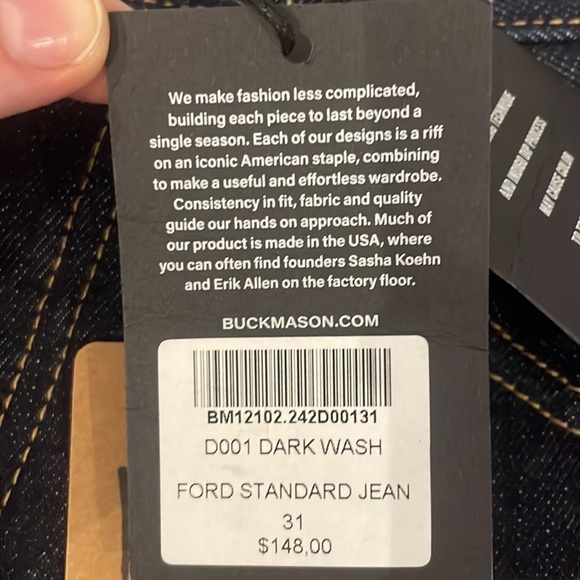 We make fashion less complicated,
building each piece to last beyond a
single season. Each of our designs is a riff
on an iconic American staple, combining
to make a useful and effortless wardrobe.
Consistency in fit, fabric and quality
guide our hands on approach. Much of
our product is made in the USA, where
you can often find founders Sasha Koehn
and Erik Allen on the factory floor.
BUCKMASON.COM
BM12102.242D00131
D001 DARK WASH
FORD STANDARD JEAN
31
$148,00